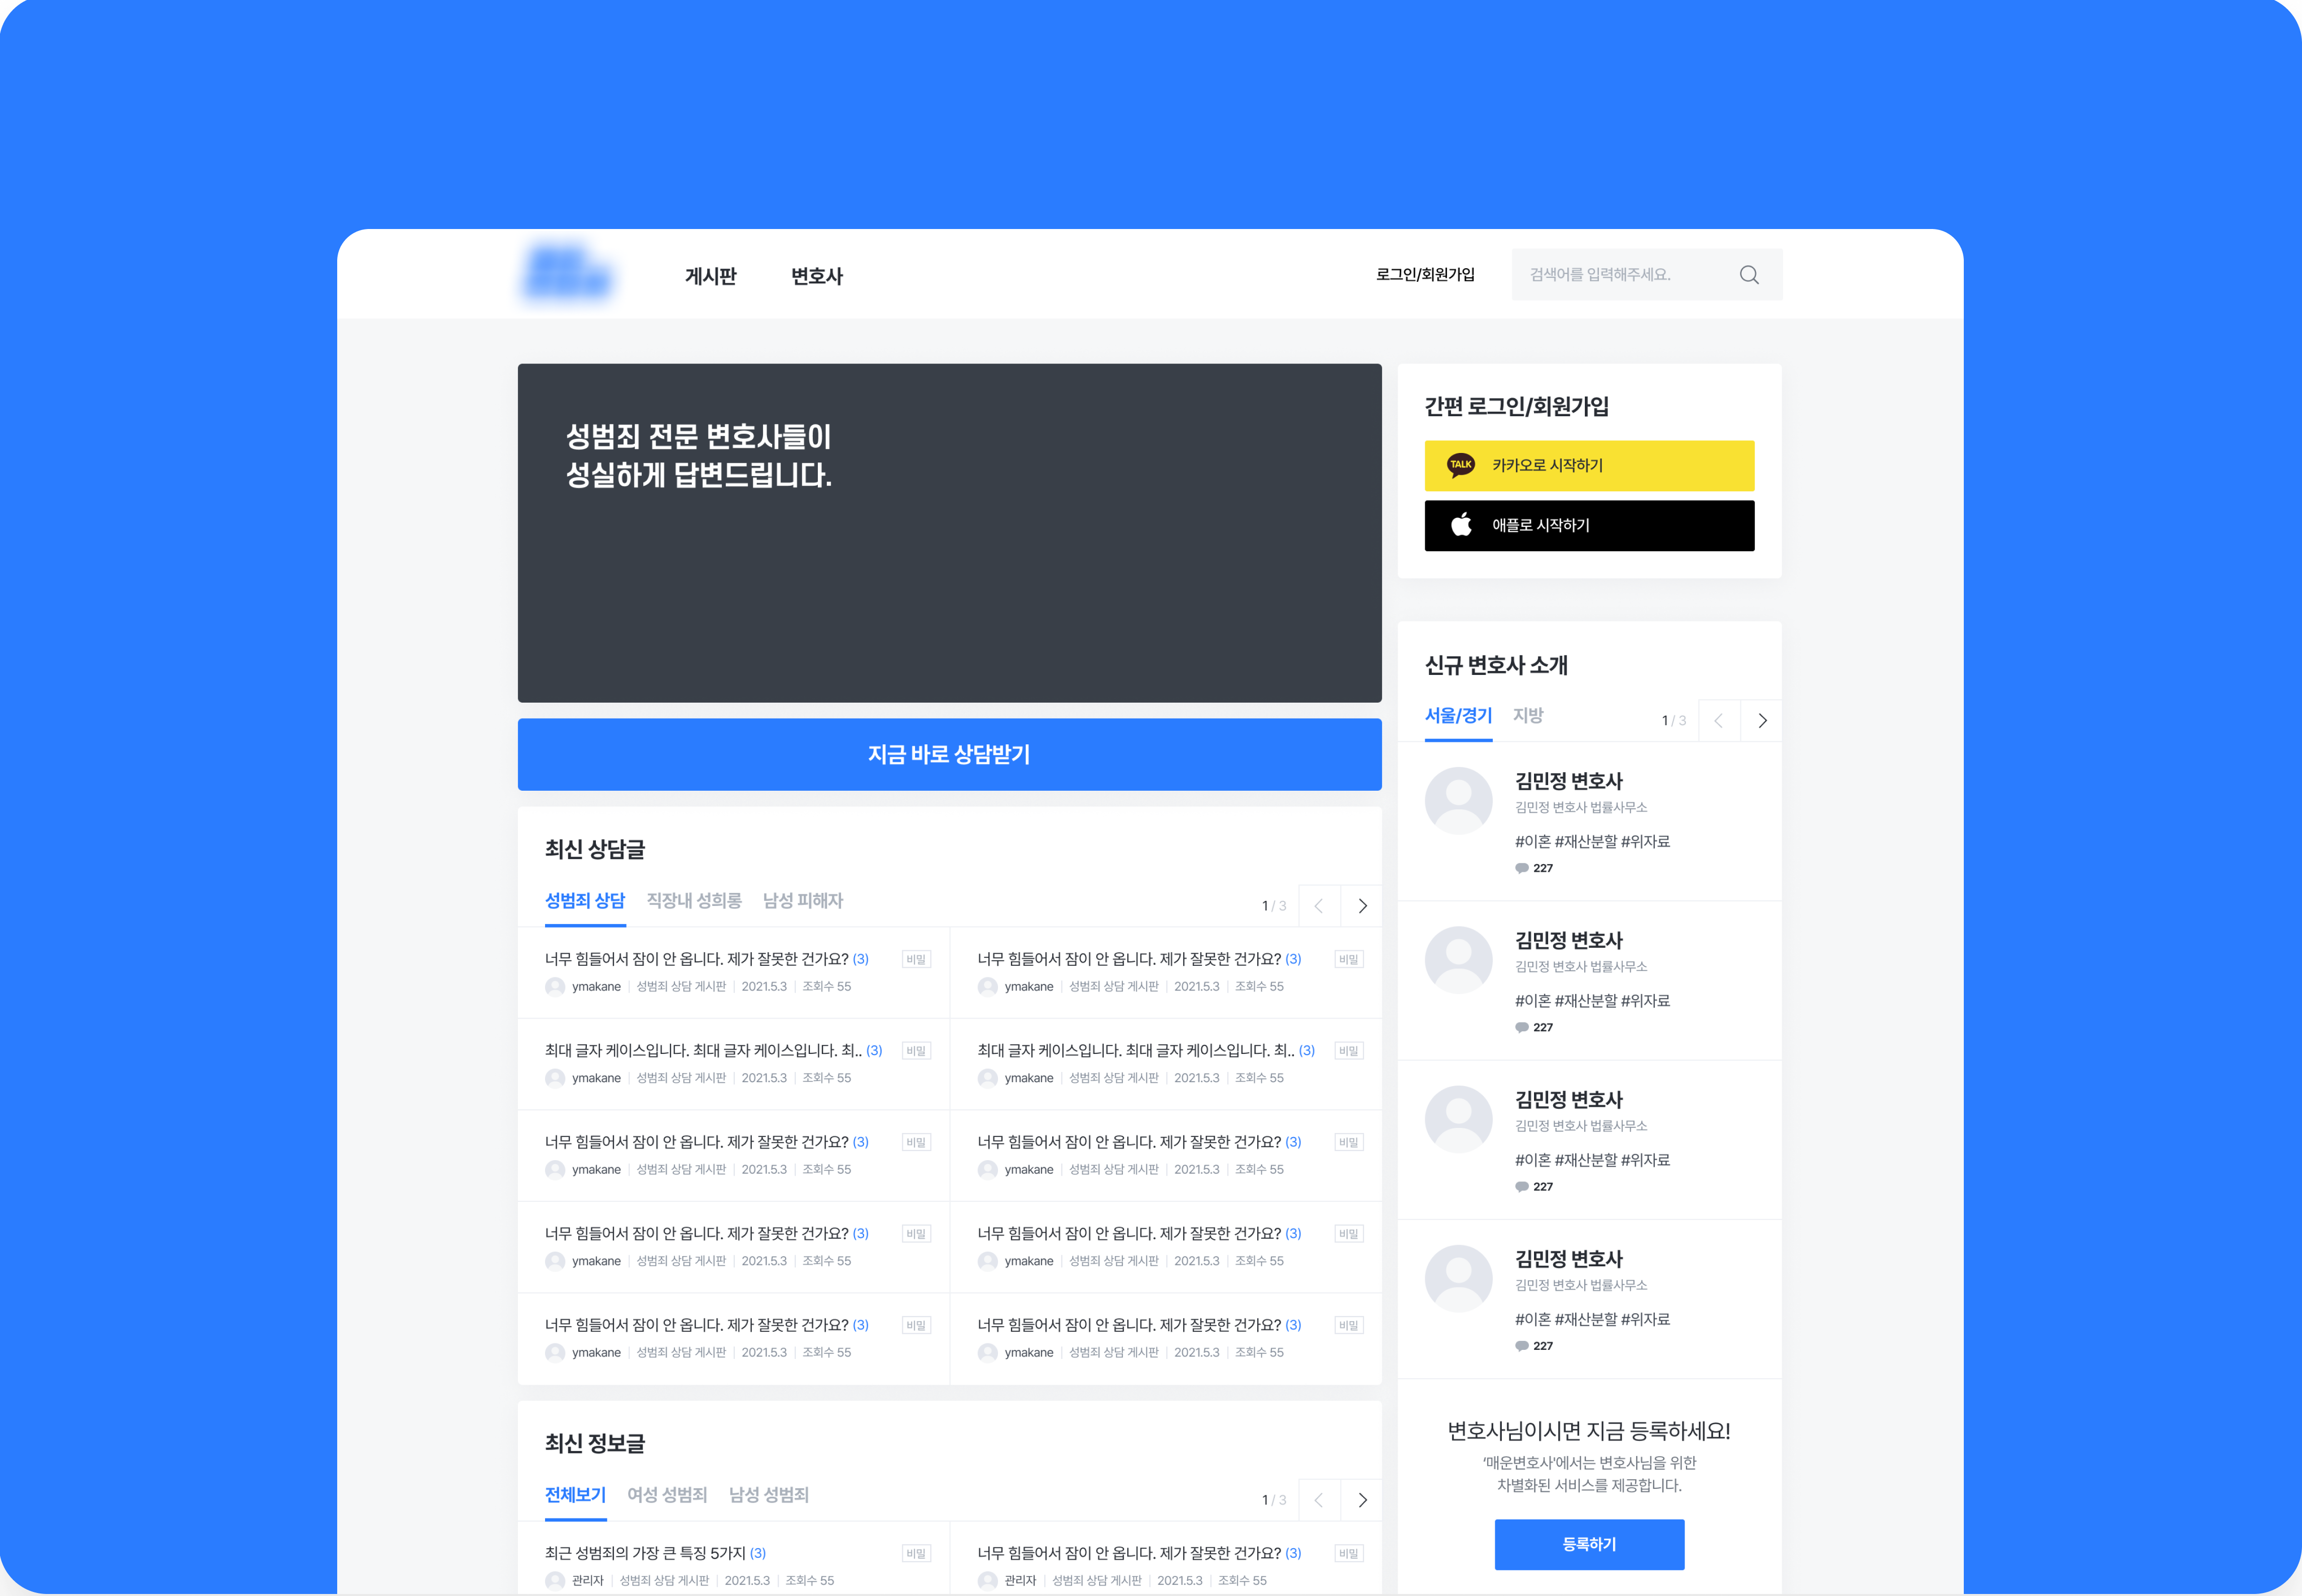 게시판 변호사 로그인/회원가입 검색어를 입력해주세요.
성범죄 전문 변호사들이
성실하게 답변드립니다.
지금 바로 상담받기
최신 상담글
성범죄 상담 직장내 성희롱 남성 피해자 1 / 3
너무 힘들어서 잠이 안 옵니다. 제가 잘못한 건가요? (3) 비밀
ymakane 성범죄 상담 게시판 2021.5.3 조회수 55
너무 힘들어서 잠이 안 옵니다. 제가 잘못한 건가요? (3) 비밀
ymakane 성범죄 상담 게시판 2021.5.3 조회수 55
최대 글자 케이스입니다. 최대 글자 케이스입니다. 최.. (3) 비밀
ymakane 성범죄 상담 게시판 2021.5.3 조회수 55
최대 글자 케이스입니다. 최대 글자 케이스입니다. 최.. (3) 비밀
ymakane 성범죄 상담 게시판 2021.5.3 조회수 55
너무 힘들어서 잠이 안 옵니다. 제가 잘못한 건가요? (3) 비밀
ymakane 성범죄 상담 게시판 2021.5.3 조회수 55
너무 힘들어서 잠이 안 옵니다. 제가 잘못한 건가요? (3) 비밀
ymakane 성범죄 상담 게시판 2021.5.3 조회수 55
너무 힘들어서 잠이 안 옵니다. 제가 잘못한 건가요? (3) 비밀
ymakane 성범죄 상담 게시판 2021.5.3 조회수 55
너무 힘들어서 잠이 안 옵니다. 제가 잘못한 건가요? (3) 비밀
ymakane 성범죄 상담 게시판 2021.5.3 조회수 55
너무 힘들어서 잠이 안 옵니다. 제가 잘못한 건가요? (3) 비밀
ymakane 성범죄 상담 게시판 2021.5.3 조회수 55
너무 힘들어서 잠이 안 옵니다. 제가 잘못한 건가요? (3) 비밀
ymakane 성범죄 상담 게시판 2021.5.3 조회수 55
최신 정보글
전체보기 여성 성범죄 남성 성범죄 1 / 3
최근 성범죄의 가장 큰 특징 5가지 (3) 비밀
관리자 성범죄 상담 게시판 2021.5.3 조회수 55
너무 힘들어서 잠이 안 옵니다. 제가 잘못한 건가요? (3) 비밀
관리자 성범죄 상담 게시판 2021.5.3 조회수 55
간편 로그인/회원가입
TALK 카카오로 시작하기
애플로 시작하기
신규 변호사 소개
서울/경기 지방 1 / 3
김민정 변호사
김민정 변호사 법률사무소
#이혼 #재산분할 #위자료
227
김민정 변호사
김민정 변호사 법률사무소
#이혼 #재산분할 #위자료
227
김민정 변호사
김민정 변호사 법률사무소
#이혼 #재산분할 #위자료
227
김민정 변호사
김민정 변호사 법률사무소
#이혼 #재산분할 #위자료
227
변호사님이시면 지금 등록하세요!
'매운변호사'에서는 변호사님을 위한
차별화된 서비스를 제공합니다.
등록하기